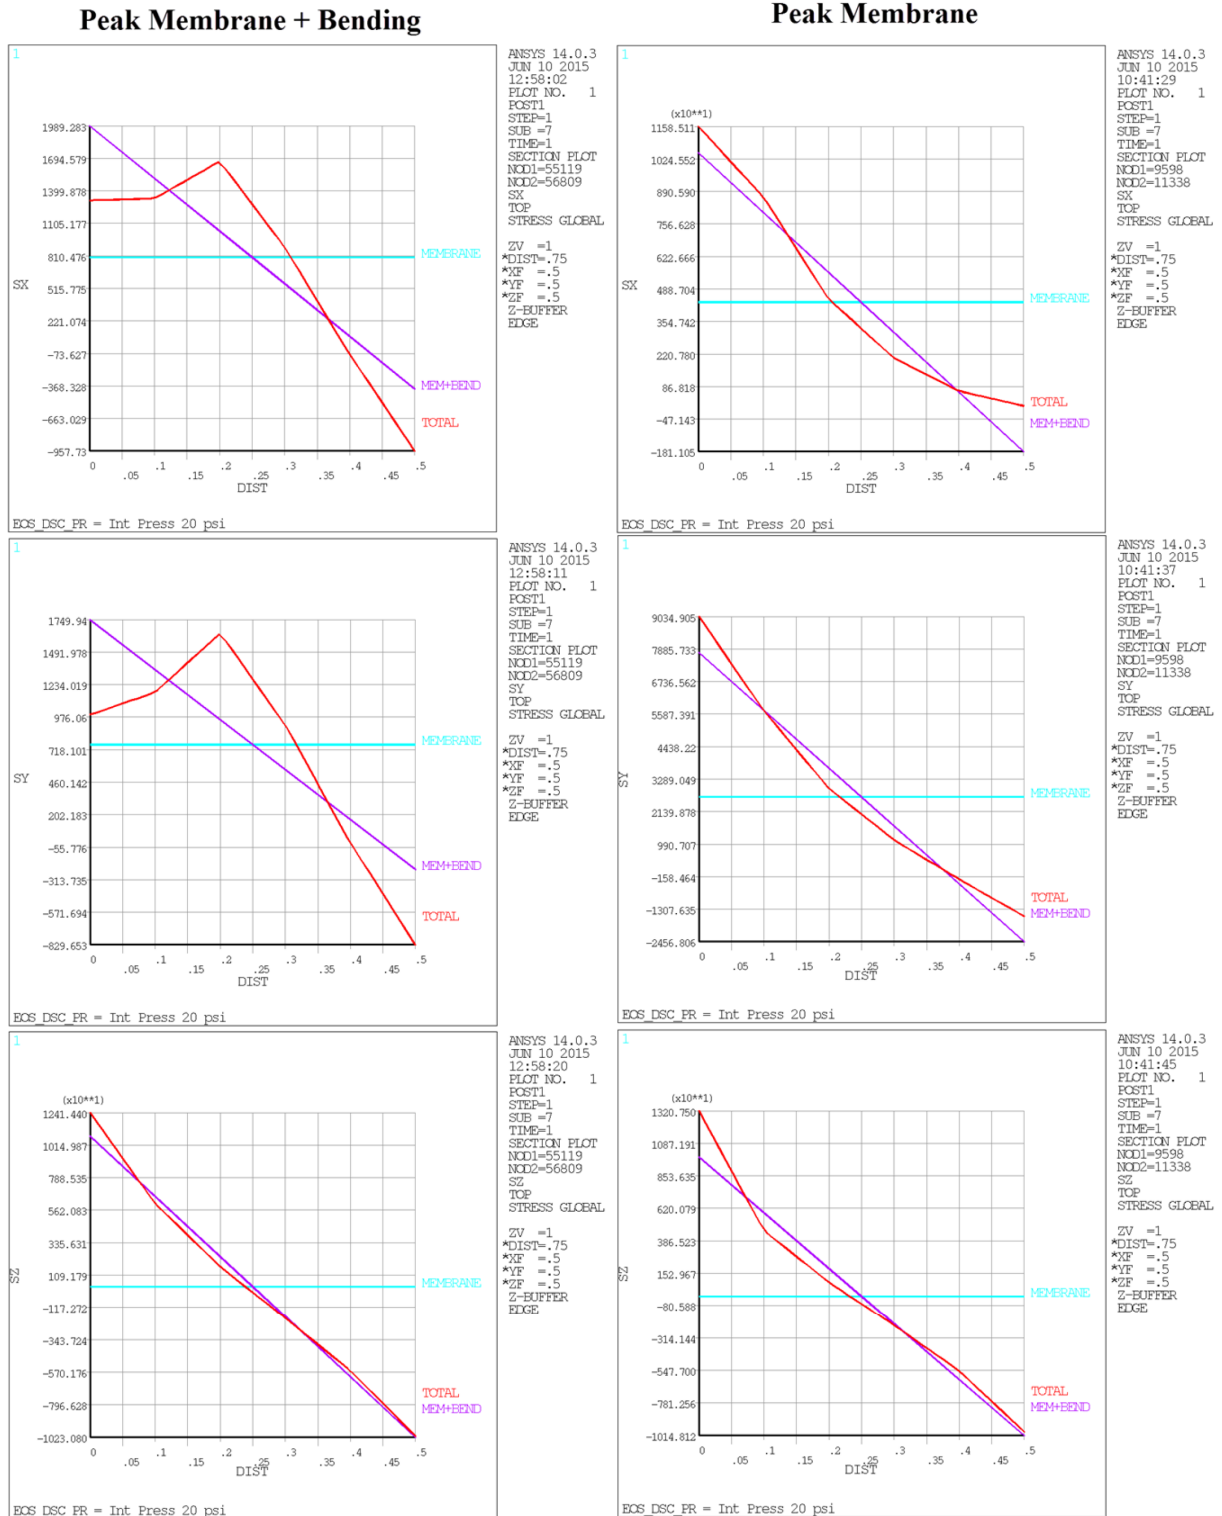 Peak Membrane + Bending
Peak Membrane
1
ANSYS 14.0.3
JUN 10 2015
12:58:02
PLOT NO. 1
POST1
STEP=1
SUB =7
TIME=1
SECTION PLOT
NOD1=55119
NOD2=56809
SX
TOP
STRESS GLOBAL
ZV =1
*DIST=.75
*XF =.5
*YF =.5
*ZF =.5
Z-BUFFER
EDGE
1989.283
1694.579
1399.878
1105.177
810.476
515.775
221.074
-73.627
-368.328
-663.029
-957.73
SX
MEMBRANE
MEM+BEND
TOTAL
0 .1 .2 .3 .4 .5
.05 .15 .25 .35 .45
DIST
EOS_DSC_PR = Int Press 20 psi
1
ANSYS 14.0.3
JUN 10 2015
10:41:29
PLOT NO. 1
POST1
STEP=1
SUB =7
TIME=1
SECTION PLOT
NOD1=9598
NOD2=11338
SX
TOP
STRESS GLOBAL
ZV =1
*DIST=.75
*XF =.5
*YF =.5
*ZF =.5
Z-BUFFER
EDGE
(x10**1)
1158.511
1024.552
890.590
756.628
622.666
488.704
354.742
220.780
86.818
-47.143
-181.105
SX
MEMBRANE
TOTAL
MEM+BEND
0 .1 .2 .3 .4 .5
.05 .15 .25 .35 .45
DIST
EOS_DSC_PR = Int Press 20 psi
1
ANSYS 14.0.3
JUN 10 2015
12:58:11
PLOT NO. 1
POST1
STEP=1
SUB =7
TIME=1
SECTION PLOT
NOD1=55119
NOD2=56809
SY
TOP
STRESS GLOBAL
ZV =1
*DIST=.75
*XF =.5
*YF =.5
*ZF =.5
Z-BUFFER
EDGE
1749.94
1491.978
1234.019
976.06
718.101
460.142
202.183
-55.776
-313.735
-571.694
-829.653
SY
MEMBRANE
MEM+BEND
TOTAL
0 .1 .2 .3 .4 .5
.05 .15 .25 .35 .45
DIST
EOS_DSC_PR = Int Press 20 psi
1
ANSYS 14.0.3
JUN 10 2015
10:41:37
PLOT NO. 1
POST1
STEP=1
SUB =7
TIME=1
SECTION PLOT
NOD1=9598
NOD2=11338
SY
TOP
STRESS GLOBAL
ZV =1
*DIST=.75
*XF =.5
*YF =.5
*ZF =.5
Z-BUFFER
EDGE
9034.905
7885.733
6736.562
5587.391
4438.22
3289.049
2139.878
990.707
-158.464
-1307.635
-2456.806
SY
MEMBRANE
TOTAL
MEM+BEND
0 .1 .2 .3 .4 .5
.05 .15 .25 .35 .45
DIST
EOS_DSC_PR = Int Press 20 psi
1
ANSYS 14.0.3
JUN 10 2015
12:58:20
PLOT NO. 1
POST1
STEP=1
SUB =7
TIME=1
SECTION PLOT
NOD1=55119
NOD2=56809
SZ
TOP
STRESS GLOBAL
ZV =1
*DIST=.75
*XF =.5
*YF =.5
*ZF =.5
Z-BUFFER
EDGE
(x10**1)
1241.440
1014.987
788.535
562.083
335.631
109.179
-117.272
-343.724
-570.176
-796.628
-1023.080
SZ
MEMBRANE
TOTAL
MEM+BEND
0 .1 .2 .3 .4 .5
.05 .15 .25 .35 .45
DIST
EOS_DSC_PR = Int Press 20 psi
1
ANSYS 14.0.3
JUN 10 2015
10:41:45
PLOT NO. 1
POST1
STEP=1
SUB =7
TIME=1
SECTION PLOT
NOD1=9598
NOD2=11338
SZ
TOP
STRESS GLOBAL
ZV =1
*DIST=.75
*XF =.5
*YF =.5
*ZF =.5
Z-BUFFER
EDGE
(x10**1)
1320.750
1087.191
853.635
620.079
386.523
152.967
-80.588
-314.144
-547.700
-781.256
-1014.812
SZ
MEMBRANE
TOTAL
MEM+BEND
0 .1 .2 .3 .4 .5
.05 .15 .25 .35 .45
DIST
EOS_DSC_PR = Int Press 20 psi